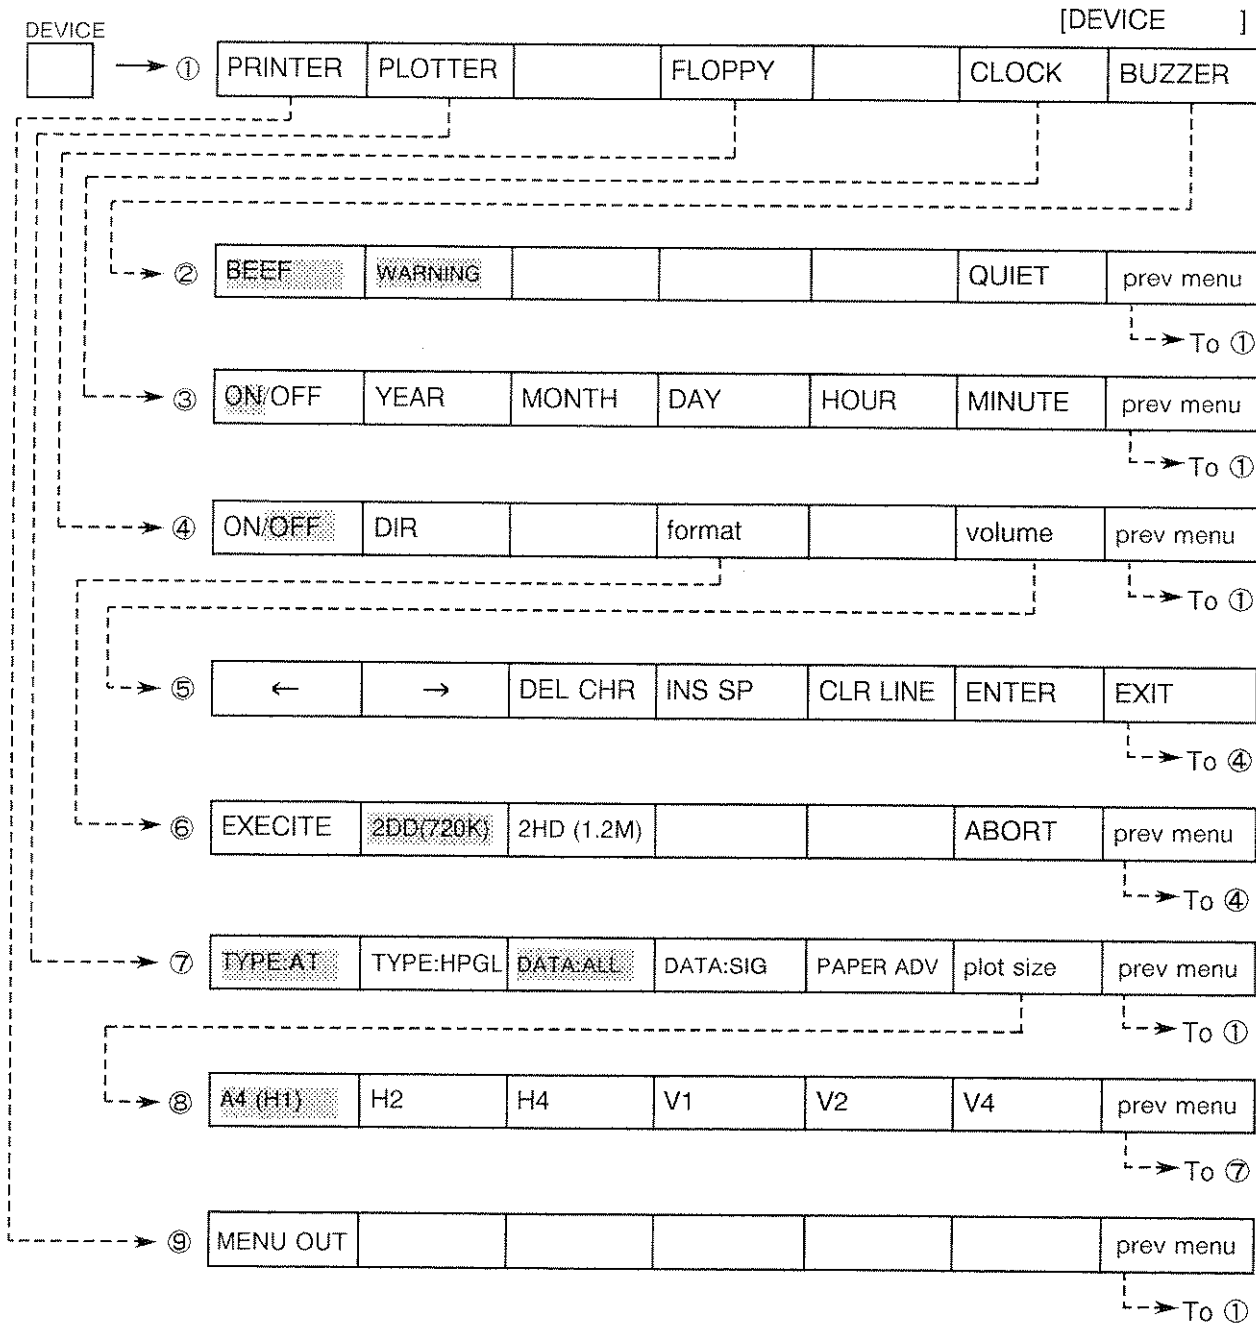 [DEVICE ]
DEVICE
① PRINTER PLOTTER FLOPPY CLOCK BUZZER
② BEEF WARNING QUIET prev menu
To ①
③ ON/OFF YEAR MONTH DAY HOUR MINUTE prev menu
To ①
④ ON/OFF DIR format volume prev menu
To ①
⑤ ← → DEL CHR INS SP CLR LINE ENTER EXIT
To ④
⑥ EXECITE 2DD(720K) 2HD (1.2M) ABORT prev menu
To ④
⑦ TYPE:AT TYPE:HPGL DATA:ALL DATA:SIG PAPER ADV plot size prev menu
To ①
⑧ A4 (H1) H2 H4 V1 V2 V4 prev menu
To ⑦
⑨ MENU OUT prev menu
To ①